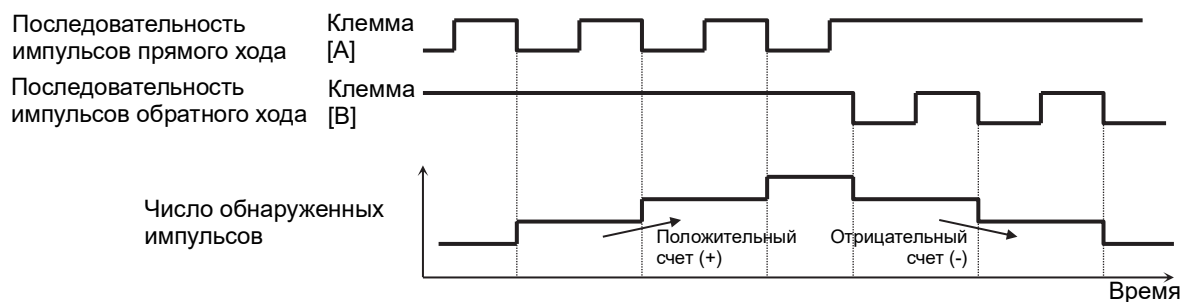 Последовательность
импульсов прямого хода
Клемма
[A]
Последовательность
импульсов обратного хода
Клемма
[B]
Число обнаруженных
импульсов
Положительный
счет (+)
Отрицательный
счет (-)
Время